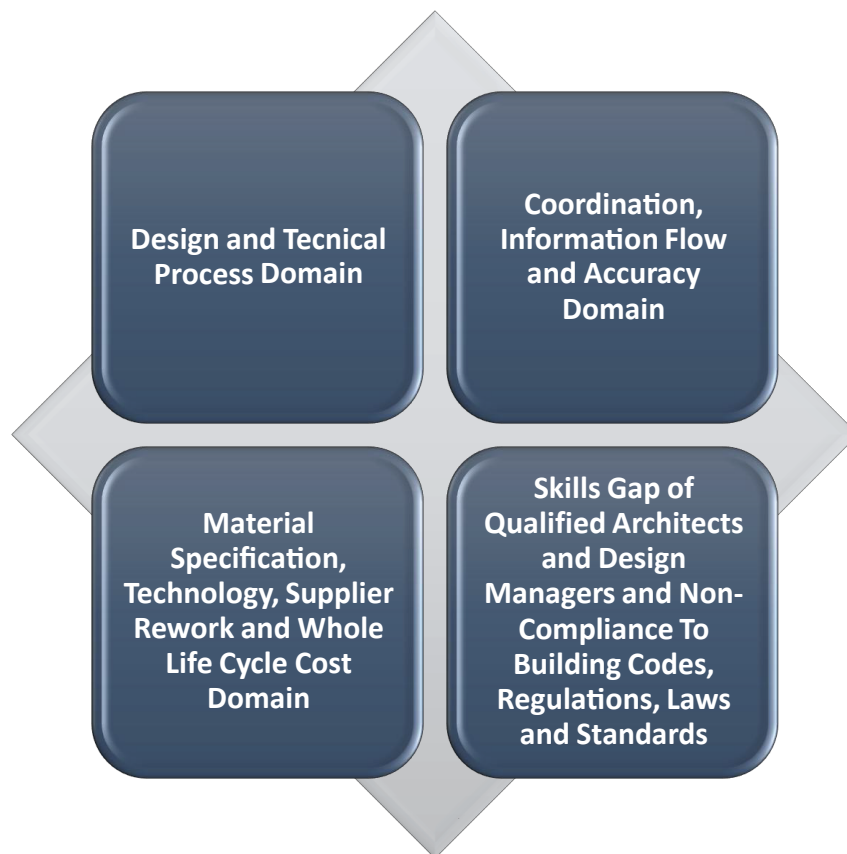 Design and Tecnical
Process Domain
Coordination,
Information Flow
and Accuracy
Domain
Material
Specification,
Technology, Supplier
Rework and Whole
Life Cycle Cost
Domain
Skills Gap of
Qualified Architects
and Design
Managers and Non-
Compliance To
Building Codes,
Regulations, Laws
and Standards